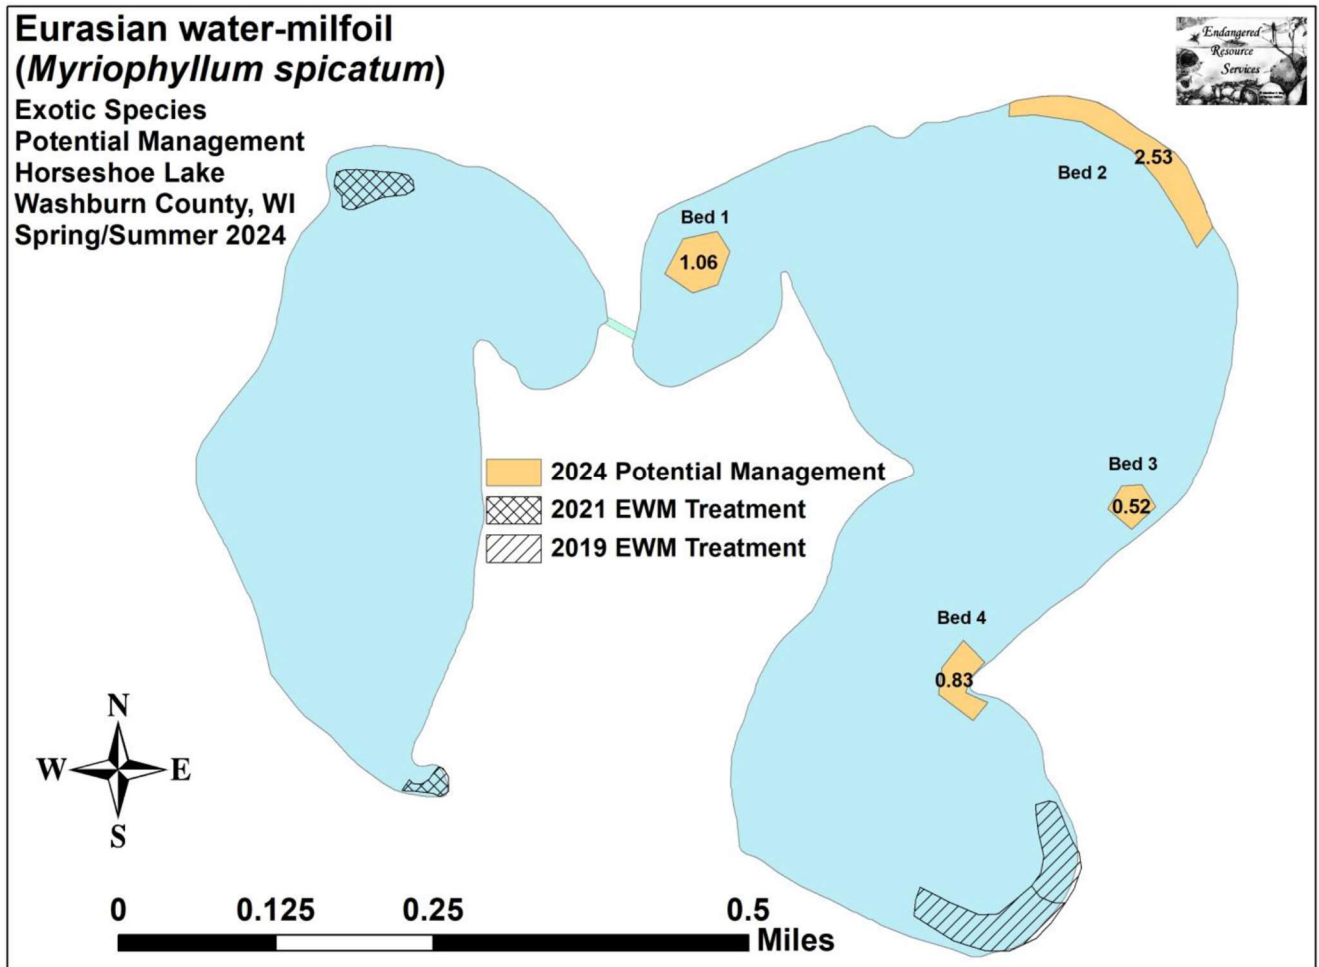 Eurasian water-milfoil
(Myriophyllum spicatum)
Exotic Species
Potential Management
Horseshoe Lake
Washburn County, WI
Spring/Summer 2024
Endangered
Resource
Services
2.53
Bed 2
Bed 1
1.06
2024 Potential Management
2021 EWM Treatment
2019 EWM Treatment
Bed 3
0.52
Bed 4
0.83
N
W E
S
0 0.125 0.25 0.5
Miles